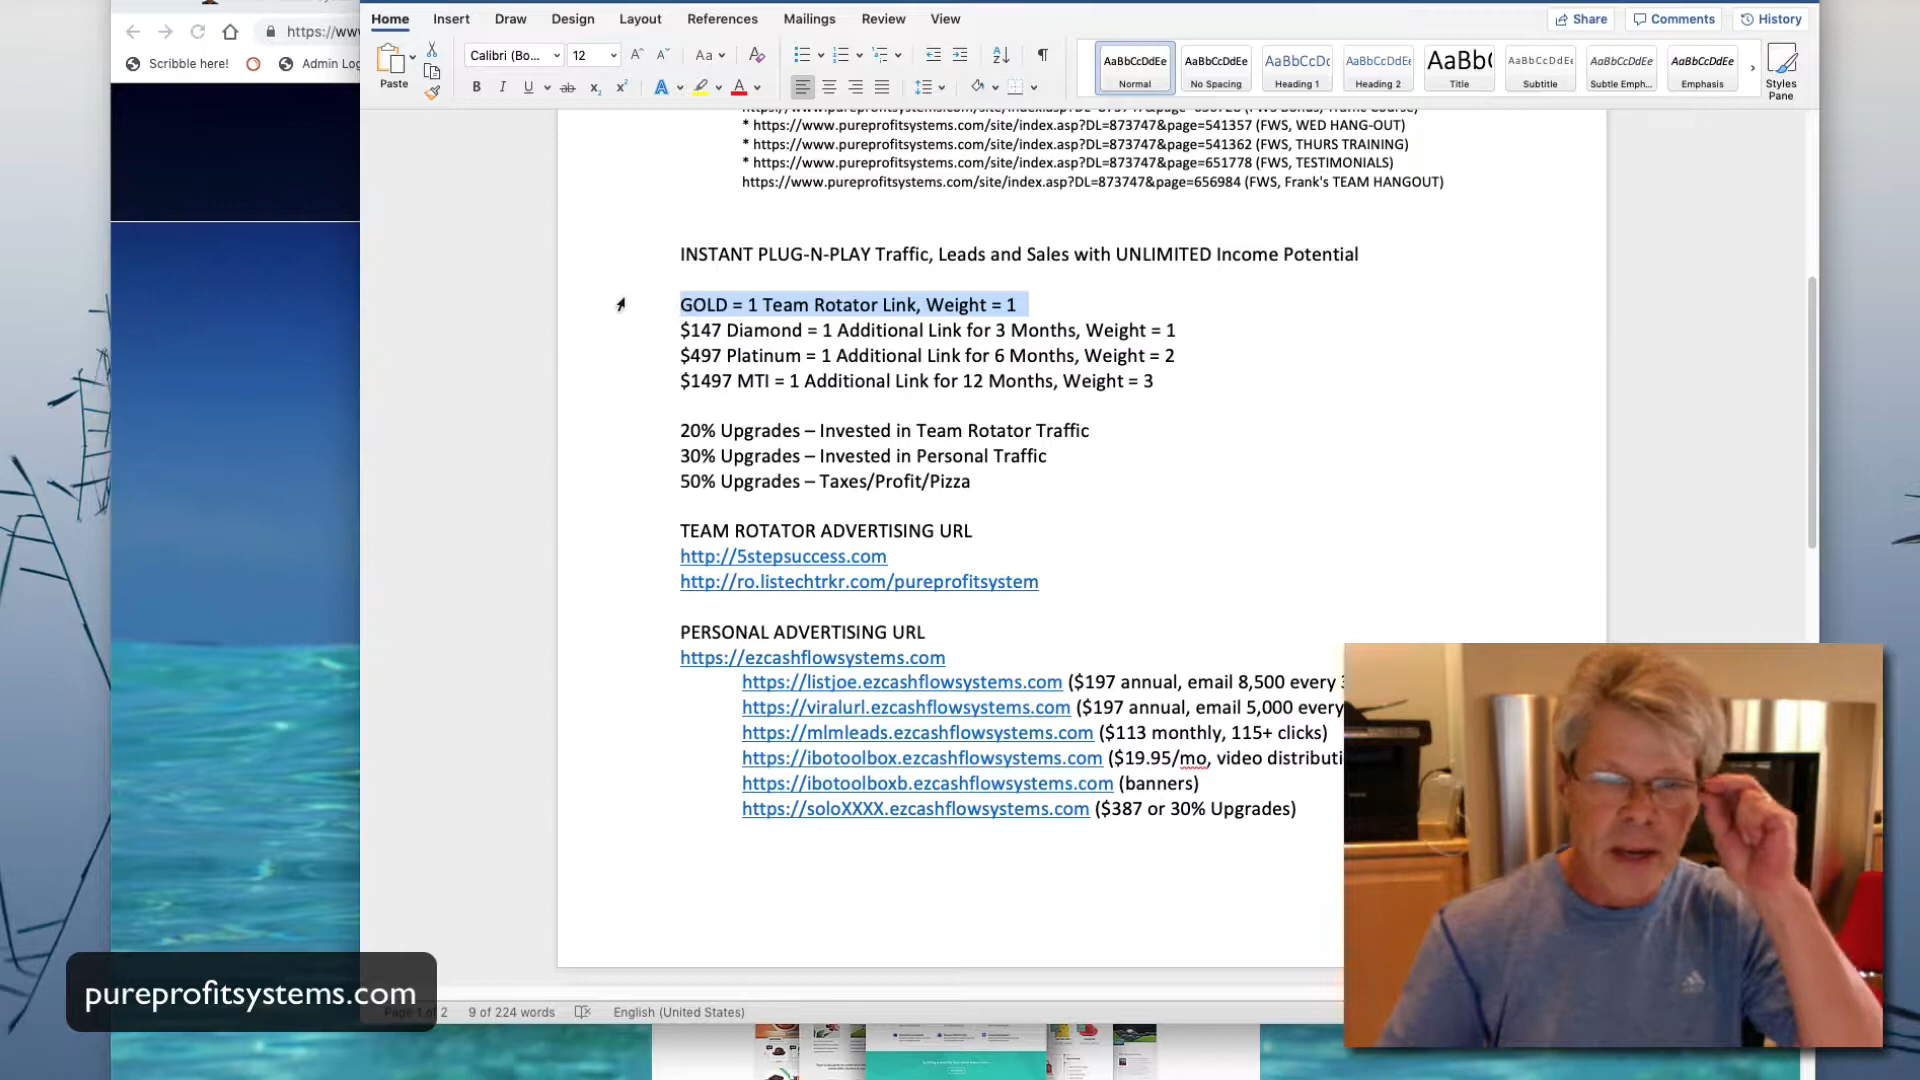 Home Insert Draw Design Layout References Mailings Review View Share Comments History
https://www
Scribble here! Admin Log
Paste Calibri (Bo... 12 Aa
AaBbCcDdEe AaBbCcDdEe AaBbCcDc AaBbCcDdEe AaBb( AaBbCcDdEe AaBbCcDdEe AaBbCcDdEe
Normal No Spacing Heading 1 Heading 2 Title Subtitle Subtle Emph... Emphasis Styles Pane
* https://www.pureprofitsystems.com/site/index.asp?DL=873747&page=541357 (FWS, WED HANG-OUT)
* https://www.pureprofitsystems.com/site/index.asp?DL=873747&page=541362 (FWS, THURS TRAINING)
* https://www.pureprofitsystems.com/site/index.asp?DL=873747&page=651778 (FWS, TESTIMONIALS)
https://www.pureprofitsystems.com/site/index.asp?DL=873747&page=656984 (FWS, Frank's TEAM HANGOUT)
INSTANT PLUG-N-PLAY Traffic, Leads and Sales with UNLIMITED Income Potential
GOLD = 1 Team Rotator Link, Weight = 1
$147 Diamond = 1 Additional Link for 3 Months, Weight = 1
$497 Platinum = 1 Additional Link for 6 Months, Weight = 2
$1497 MTI = 1 Additional Link for 12 Months, Weight = 3
20% Upgrades – Invested in Team Rotator Traffic
30% Upgrades – Invested in Personal Traffic
50% Upgrades – Taxes/Profit/Pizza
TEAM ROTATOR ADVERTISING URL
http://5stepsuccess.com
http://ro.listechtrkr.com/pureprofitsystem
PERSONAL ADVERTISING URL
https://ezcashflowsystems.com
https://listjoe.ezcashflowsystems.com ($197 annual, email 8,500 every
https://viralurl.ezcashflowsystems.com ($197 annual, email 5,000 every
https://mlmleads.ezcashflowsystems.com ($113 monthly, 115+ clicks)
https://ibotoolbox.ezcashflowsystems.com ($19.95/mo, video distributi
https://ibotoolboxb.ezcashflowsystems.com (banners)
https://soloXXXX.ezcashflowsystems.com ($387 or 30% Upgrades)
pureprofitsystems.com
Page 1 of 2 9 of 224 words English (United States)